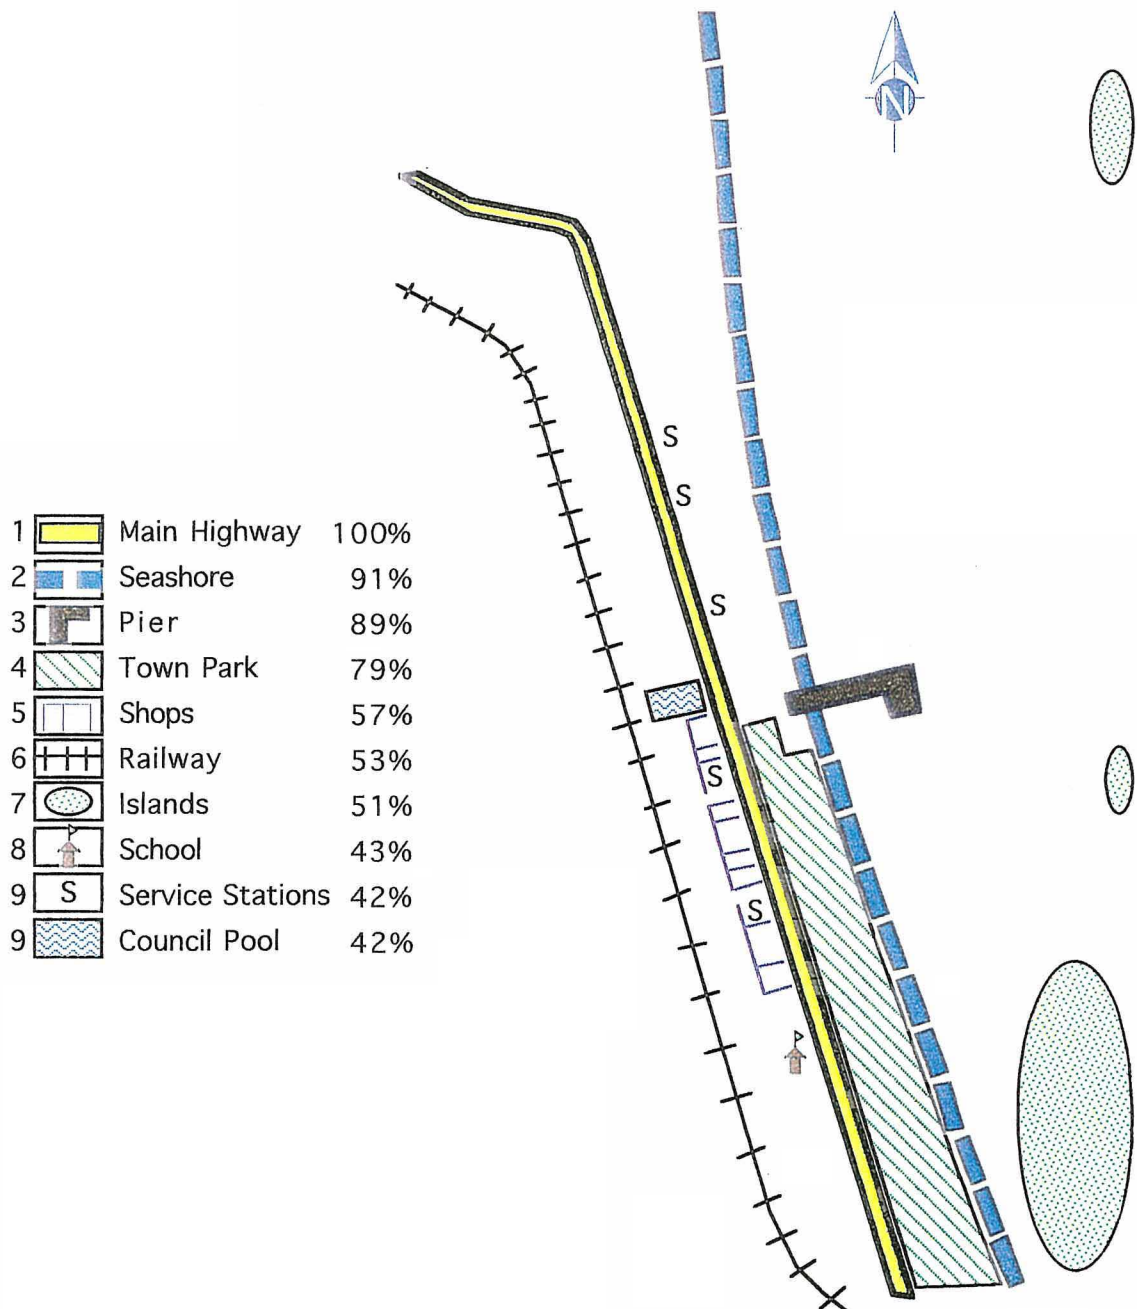 N
S
S
S
S
S
1 Main Highway 100%
2 Seashore 91%
3 Pier 89%
4 Town Park 79%
5 Shops 57%
6 Railway 53%
7 Islands 51%
8 School 43%
9 S Service Stations 42%
9 Council Pool 42%